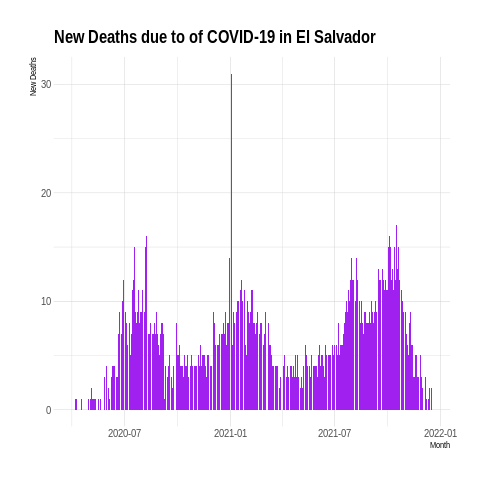 New Deaths due to of COVID-19 in El Salvador
New Deaths
30
20
10
0
2020-07
2021-01
2021-07
2022-01
Month